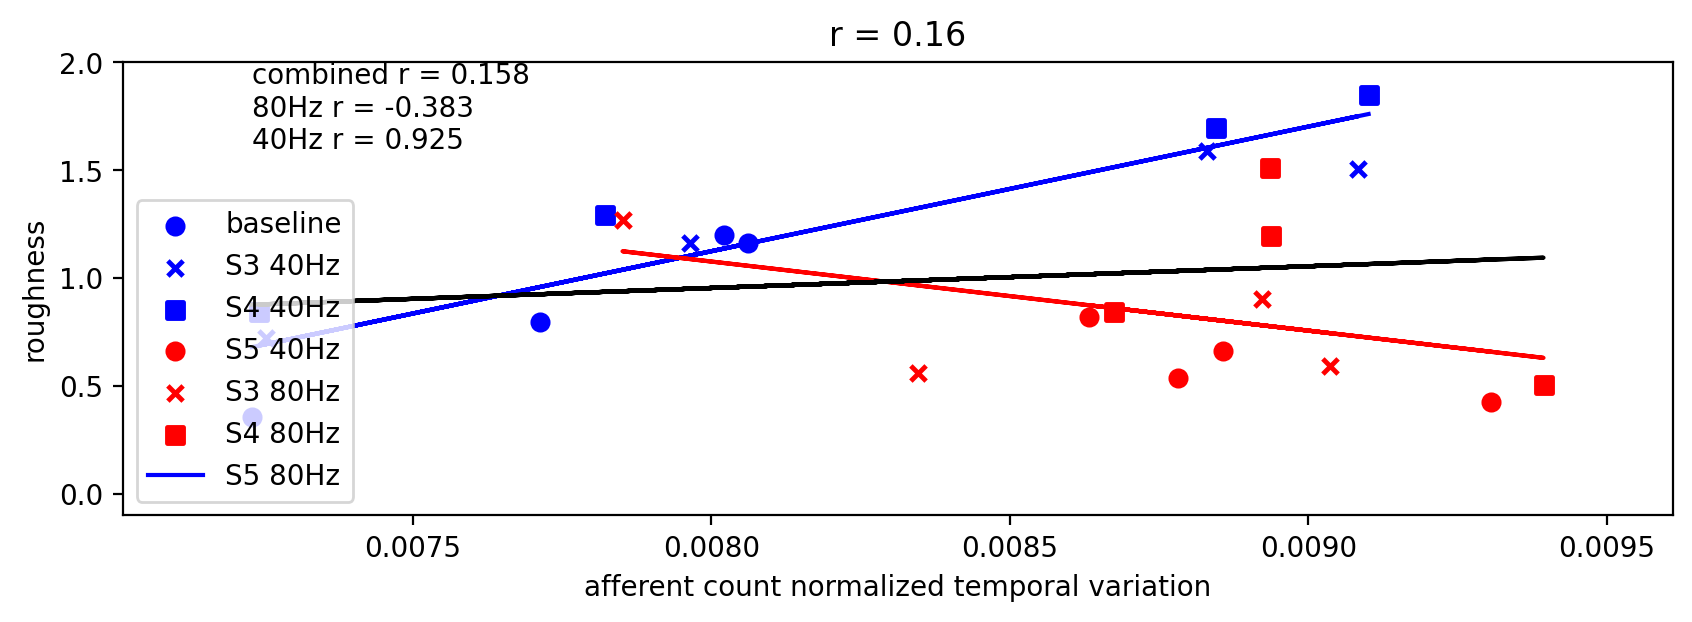 r = 0.16
combined r = 0.158
80Hz r = -0.383
40Hz r = 0.925
2.0
1.5
1.0
0.5
0.0
roughness
baseline
S3 40Hz
S4 40Hz
S5 40Hz
S3 80Hz
S4 80Hz
S5 80Hz
0.0075
0.0080
0.0085
0.0090
0.0095
afferent count normalized temporal variation